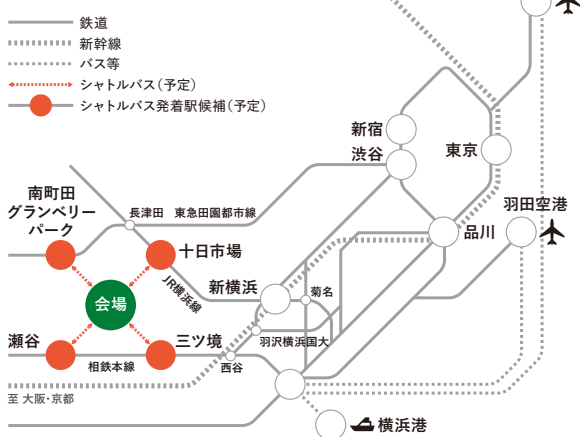 鉄道
新幹線
バス等
シャトルバス(予定)
シャトルバス発着駅候補(予定)
新宿
渋谷
東京
羽田空港
品川
南町田
グランベリー
パーク
長津田
東急田園都市線
十日市場
JR横浜線
新横浜
菊名
会場
羽沢横浜国大
瀬谷
三ツ境
西谷
相鉄本線
至 大阪・京都
横浜港